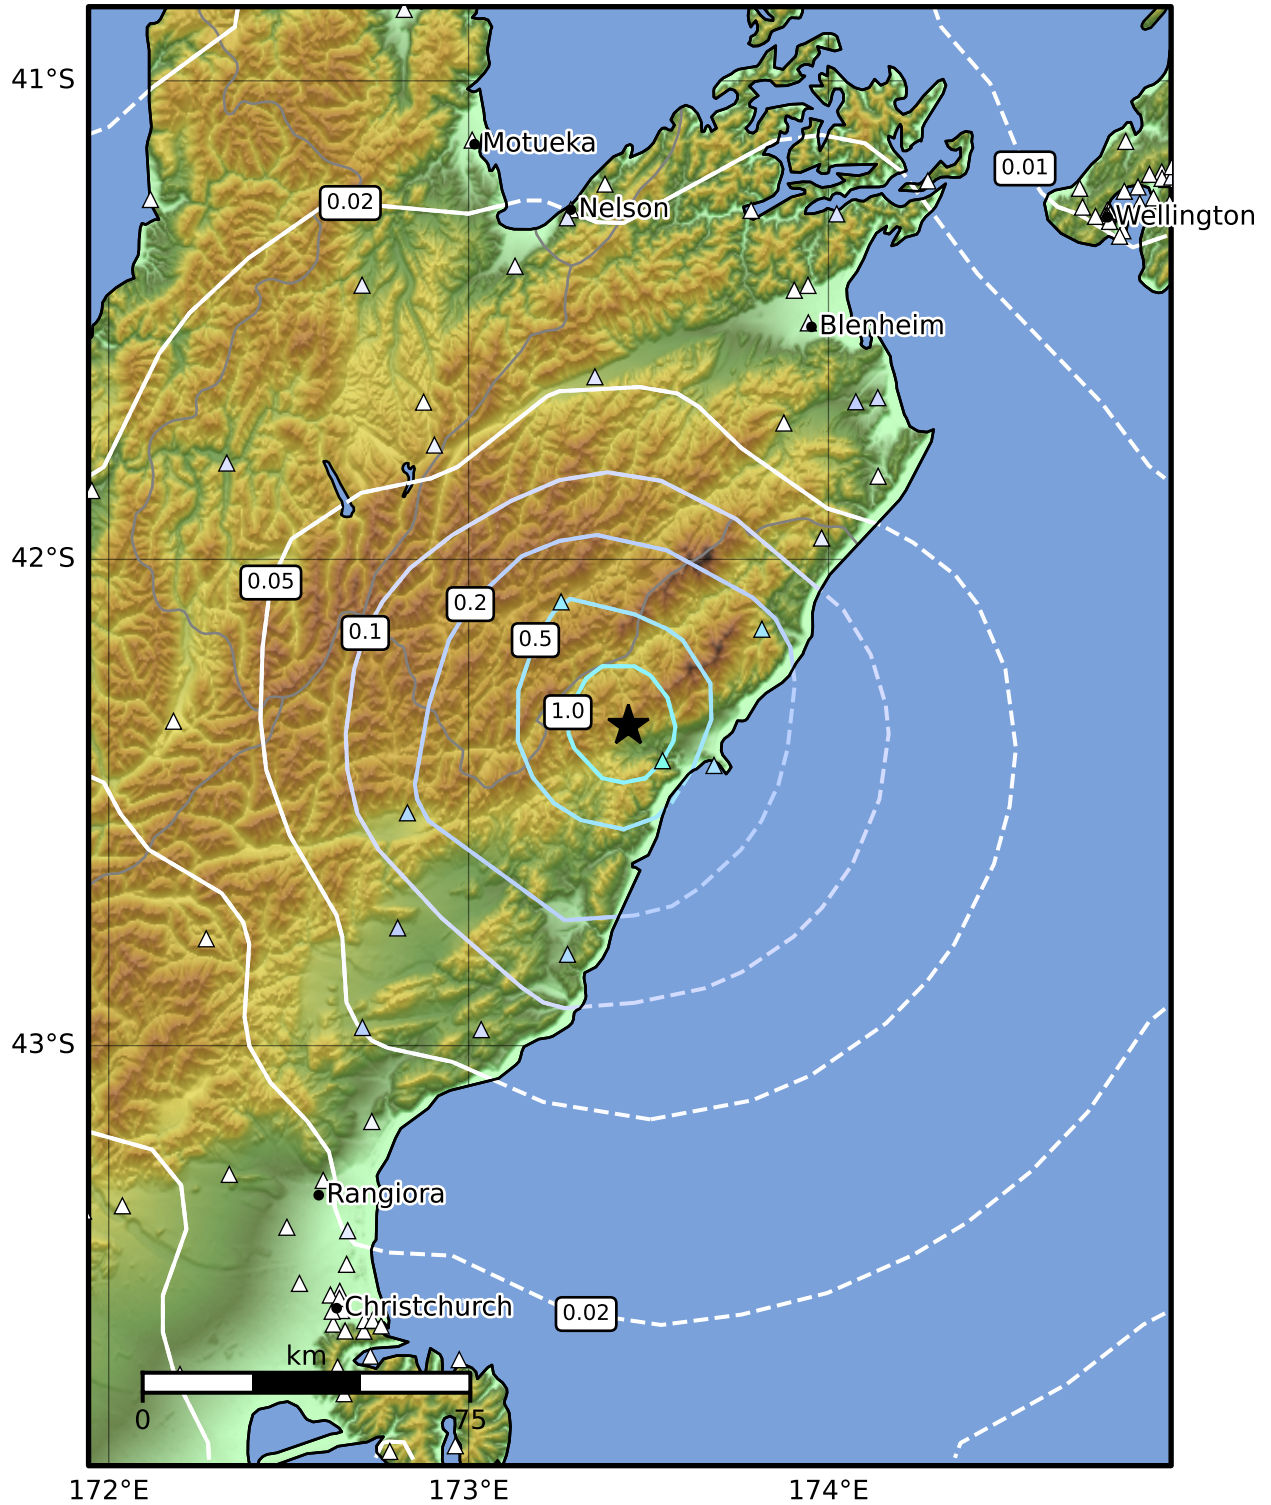 41°S
Motueka
0.01
0.02
Nelson
Wellington
Blenheim
42°S
0.05
0.2
0.1
0.5
1.0
43°S
Rangiora
Christchurch
0.02
km
0
75
172°E
173°E
174°E